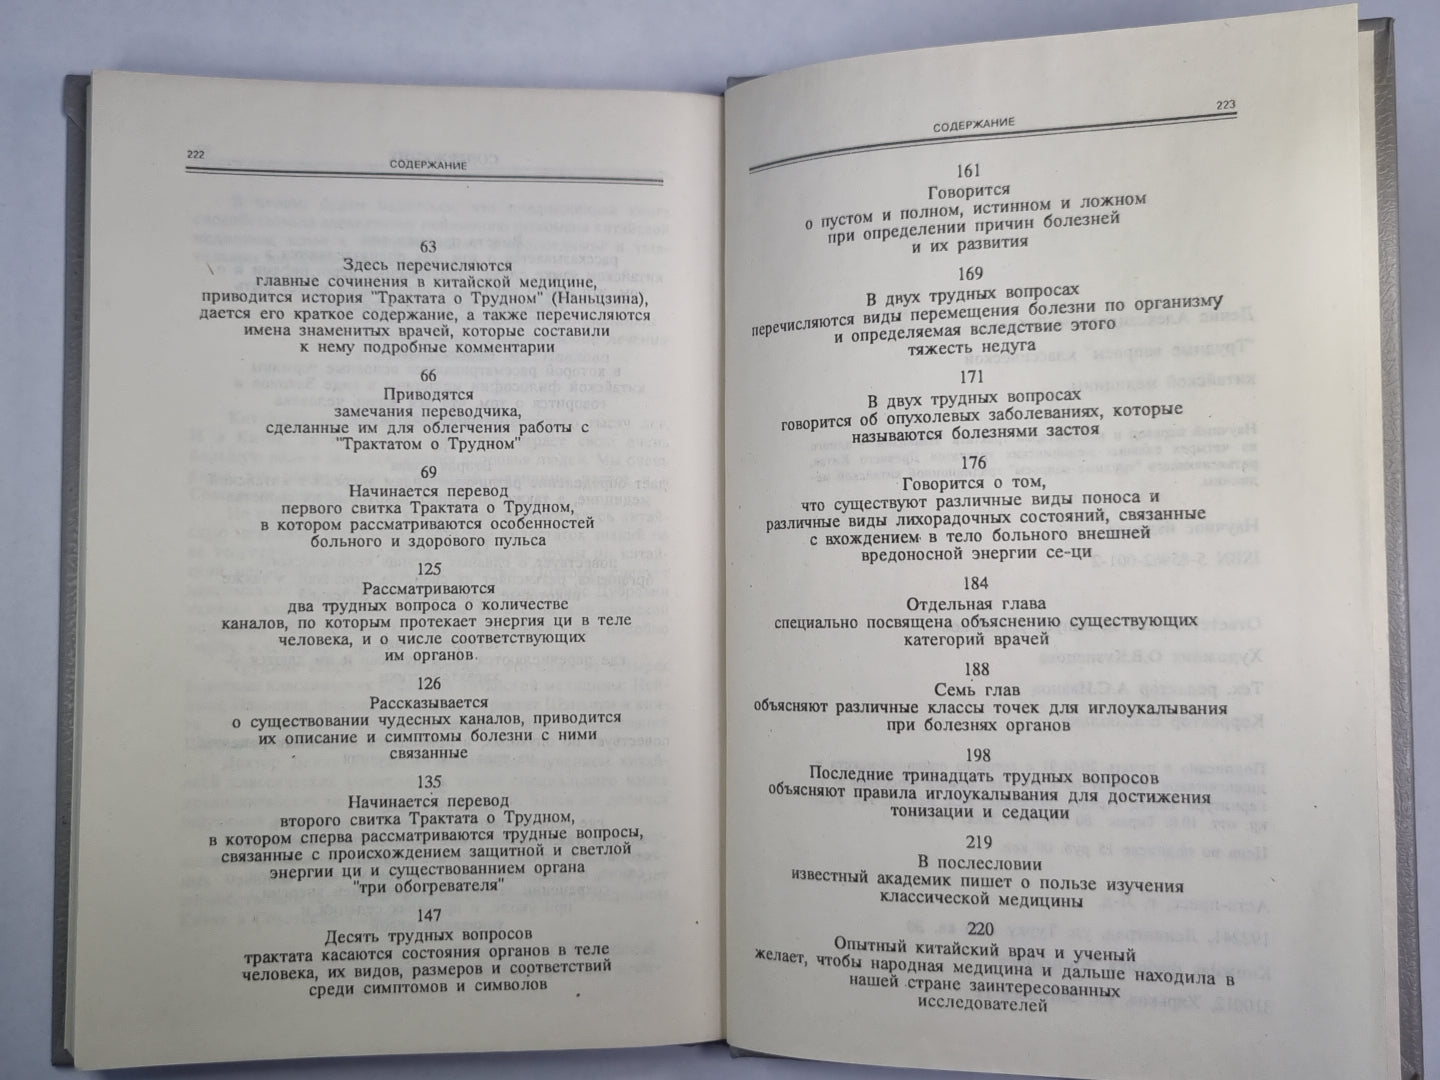 222
СОДЕРЖАНИЕ
63
Здесь перечисляются
главные сочинения в китайской медицине,
приводится история "Трактата о Трудном" (Наньцзина),
дается его краткое содержание, а также перечисляются
имена знаменитых врачей, которые составили
к нему подробные комментарии
66
Приводятся
замечания переводчика,
сделанные им для облегчения работы с
"Трактатом о Трудном"
69
Начинается перевод
первого свитка Трактата о Трудном,
в котором рассматриваются особенностей
больного и здорового пульса
125
Рассматриваются
два трудных вопроса о количестве
каналов, по которым протекает энергия ци в теле
человека, и о числе соответствующих
им органов.
126
Рассказывается
о существовании чудесных каналов, приводится
их описание и симптомы болезни с ними
связанные
135
Начинается перевод
второго свитка Трактата о Трудном,
в котором сперва рассматриваются трудные вопросы,
связанные с происхождением защитной и светлой
энергии ци и существованнием органа
"три обогревателя"
147
Десять трудных вопросов
трактата касаются состояния органов в теле
человека, их видов, размеров и соответствий
среди симптомов и символов
СОДЕРЖАНИЕ
223
161
Говорится
о пустом и полном, истинном и ложном
при определении причин болезней
и их развития
169
В двух трудных вопросах
перечисляются виды перемещения болезни по организму
и определяемая вследствие этого
тяжесть недуга
171
В двух трудных вопросах
говорится об опухолевых заболеваниях, которые
называются болезнями застоя
176
Говорится о том,
что существуют различные виды поноса и
различные виды лихорадочных состояний, связанные
с вхождением в тело больного внешней
вредоносной энергии се-ци
184
Отдельная глава
специально посвящена объяснению существующих
категорий врачей
188
Семь глав
объясняют различные классы точек для иглоукалывания
при болезнях органов
198
Последние тринадцать трудных вопросов
объясняют правила иглоукалывания для достижения
тонизации и седации
219
В послесловии
известный академик пишет о пользе изучения
классической медицины
220
Опытный китайский врач и ученый
желает, чтобы народная медицина и дальше находила в
нашей стране заинтересованных
исследователей